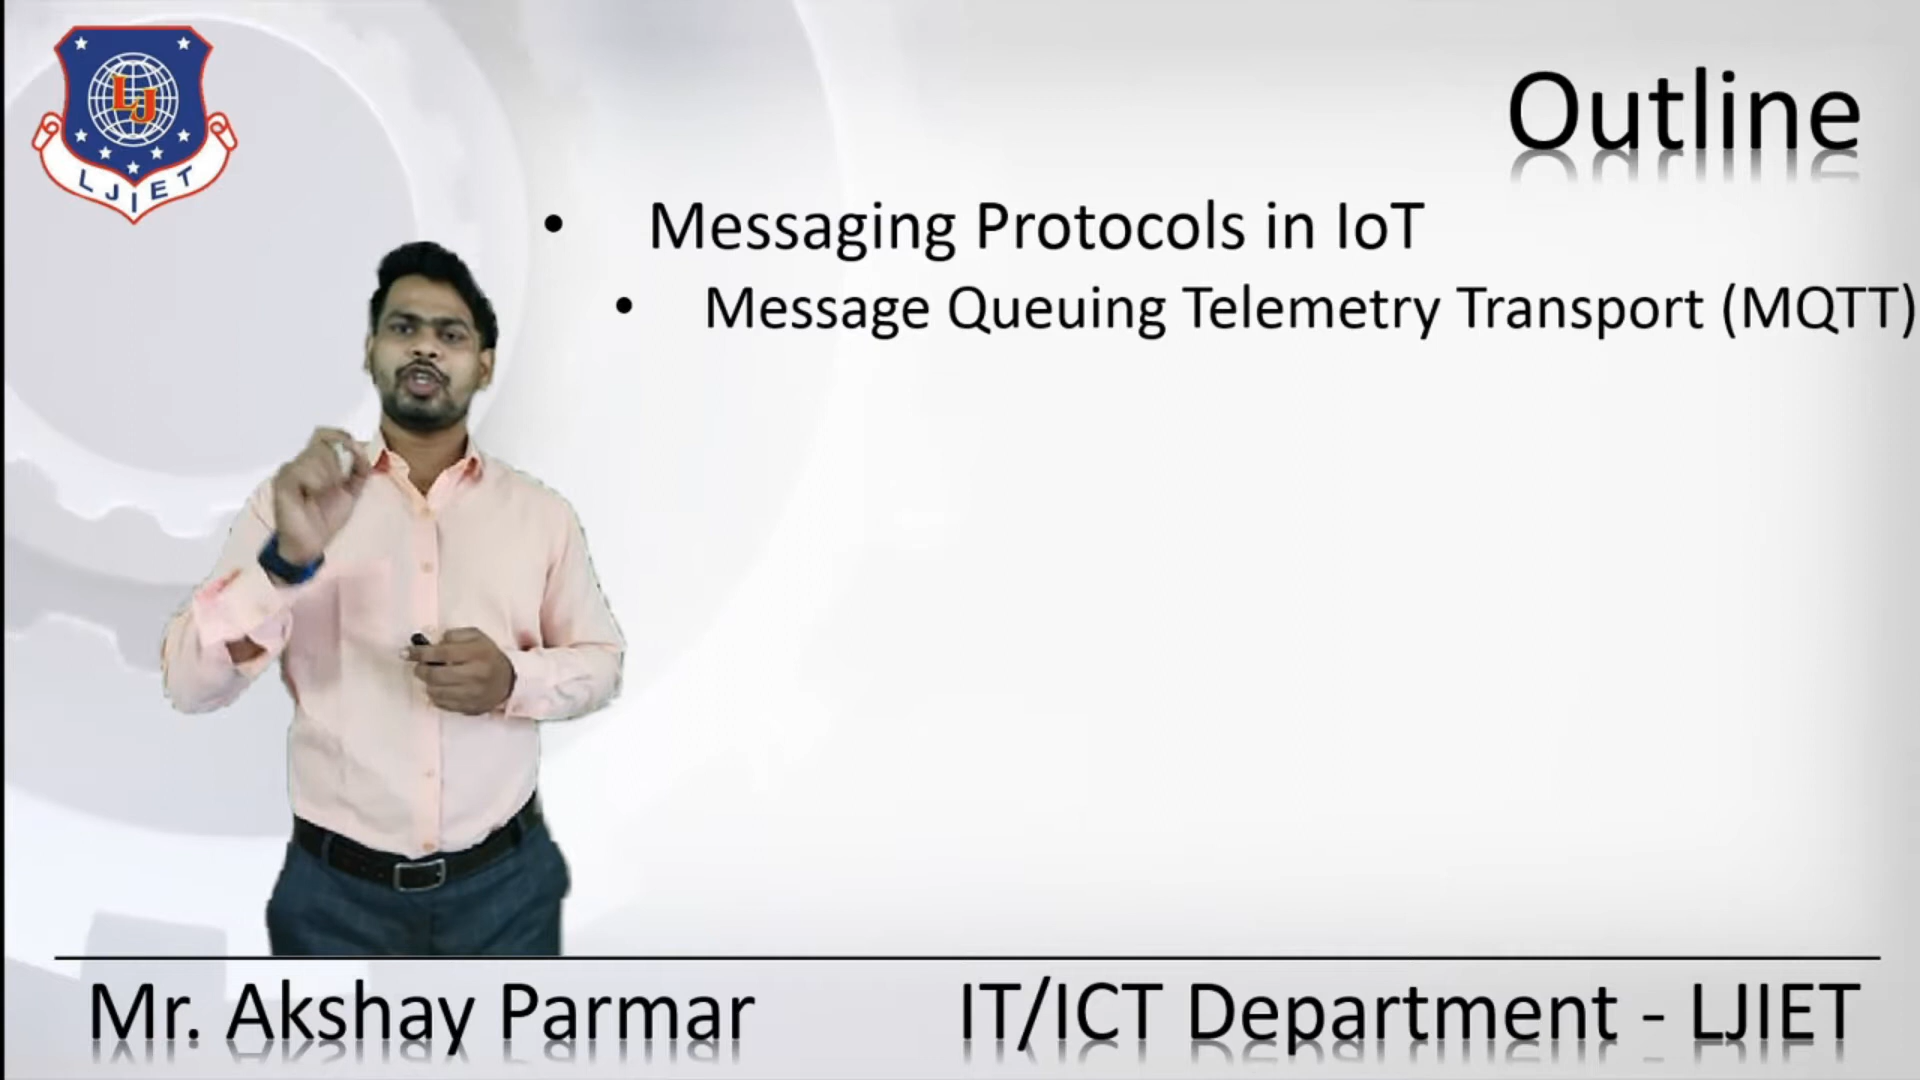 LJ
LJIET
Outline
• Messaging Protocols in IoT
• Message Queuing Telemetry Transport (MQTT)
Mr. Akshay Parmar
IT/ICT Department - LJIET